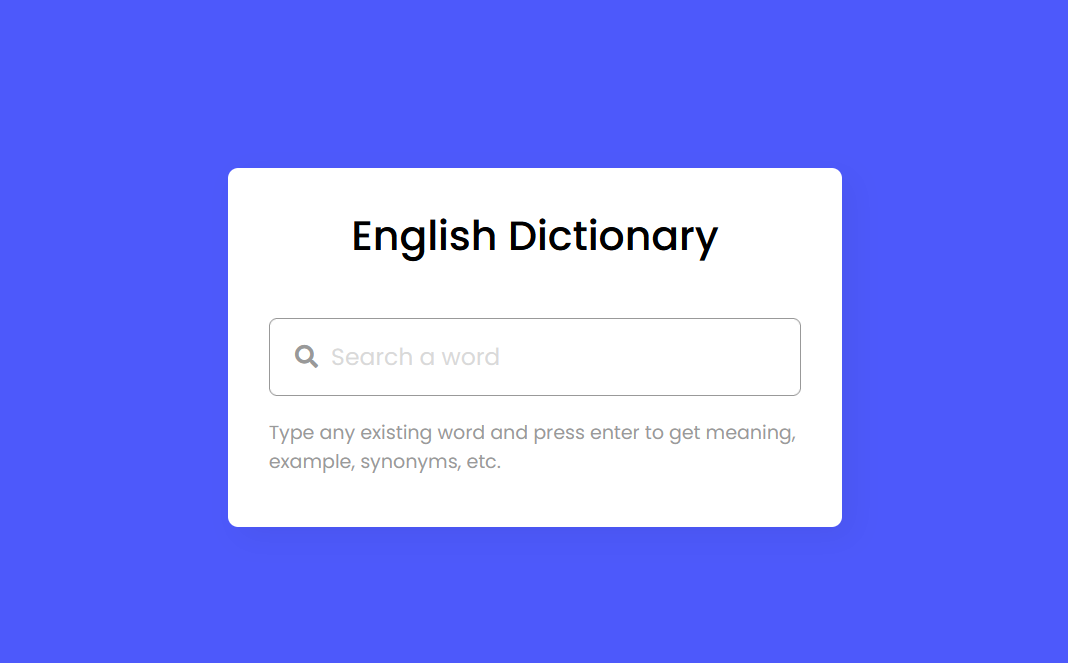 English Dictionary
Search a word
Type any existing word and press enter to get meaning,
example, synonyms, etc.